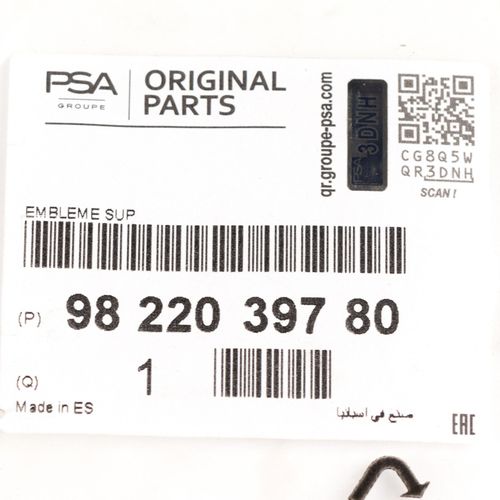 PSA
GROUPE
ORIGINAL
PARTS
qr.groupe-psa.com
PSA 3DNH
CG8Q5W
QR3DNH
SCAN !
EMBLEME SUP
(P) 98 220 397 80
(Q) 1
Made in ES
صنع في اسبانيا
EAC